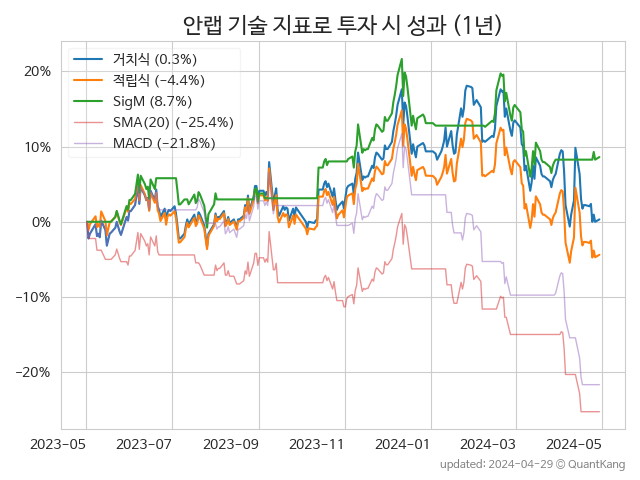 안랩 기술 지표로 투자 시 성과 (1년)
거치식 (0.3%)
적립식 (−4.4%)
SigM (8.7%)
SMA(20) (−25.4%)
MACD (−21.8%)
20%
10%
0%
−10%
−20%
2023-05 2023-07 2023-09 2023-11 2024-01 2024-03 2024-05
updated: 2024-04-29 © QuantKang